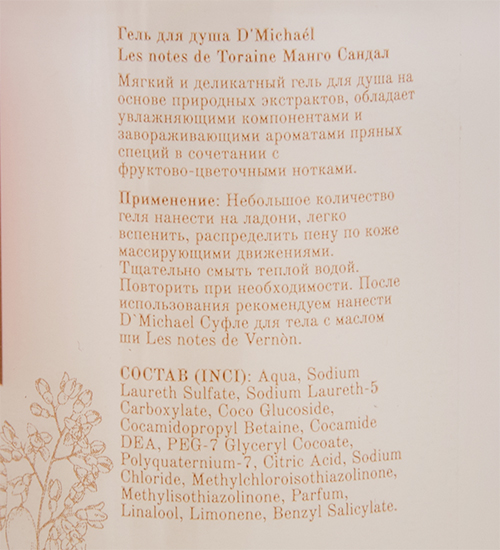 Гель для душа D'Michaél
Les notes de Toraine Манго Сандал
Мягкий и деликатный гель для душа на
основе природных экстрактов, обладает
увлажняющими компонентами и
завораживающими ароматами пряных
специй в сочетании с
фруктово-цветочными нотками.
Применение: Небольшое количество
геля нанести на ладони, легко
вспенить, распределить пену по коже
массирующими движениями.
Тщательно смыть теплой водой.
Повторить при необходимости. После
использования рекомендуем нанести
D`Michael Суфле для тела с маслом
ши Les notes de Vernòn.
СОСТАВ (INCI): Aqua, Sodium
Laureth Sulfate, Sodium Laureth-5
Carboxylate, Coco Glucoside,
Cocamidopropyl Betaine, Cocamide
DEA, PEG-7 Glyceryl Cocoate,
Polyquaternium-7, Citric Acid, Sodium
Chloride, Methylchloroisothiazolinone,
Methylisothiazolinone, Parfum,
Linalool, Limonene, Benzyl Salicylate.